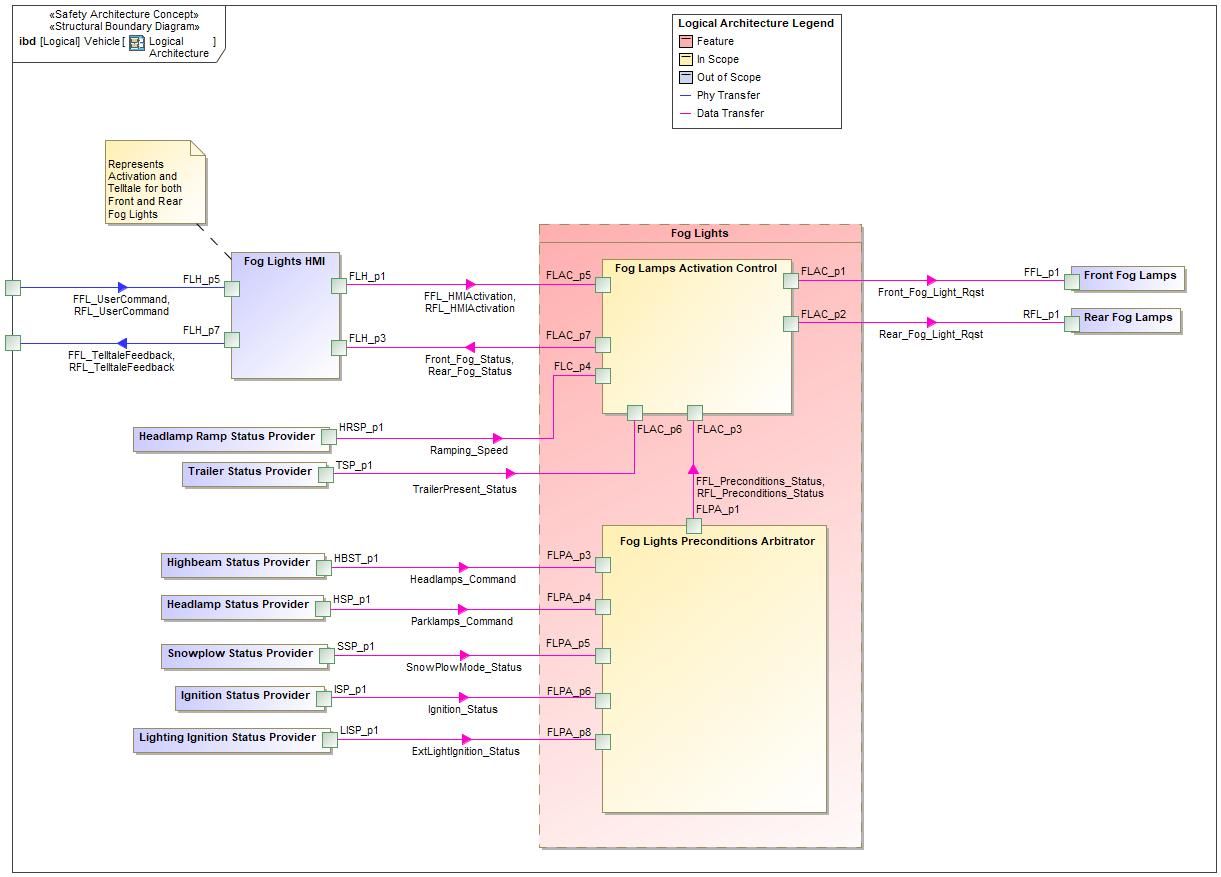 «Safety Architecture Concept»
«Structural Boundary Diagram»
ibd [Logical] Vehicle [ Logical Architecture ]
Logical Architecture Legend
Feature
In Scope
Out of Scope
Phy Transfer
Data Transfer
Represents
Activation and
Telltale for both
Front and Rear
Fog Lights
Fog Lights
Fog Lights HMI
Fog Lamps Activation Control
FLH_p5
FLH_p1
FLAC_p5
FLAC_p1
FFL_p1
Front Fog Lamps
FFL_UserCommand,
RFL_UserCommand
FFL_HMIActivation,
RFL_HMIActivation
Front_Fog_Light_Rqst
FLAC_p2
RFL_p1
Rear Fog Lamps
Rear_Fog_Light_Rqst
FLH_p7
FLH_p3
FLAC_p7
FFL_TelltaleFeedback,
RFL_TelltaleFeedback
Front_Fog_Status,
Rear_Fog_Status
FLC_p4
Headlamp Ramp Status Provider
HRSP_p1
Ramping_Speed
FLAC_p6
FLAC_p3
Trailer Status Provider
TSP_p1
TrailerPresent_Status
FFL_Preconditions_Status,
RFL_Preconditions_Status
FLPA_p1
Fog Lights Preconditions Arbitrator
Highbeam Status Provider
HBST_p1
Headlamps_Command
FLPA_p3
Headlamp Status Provider
HSP_p1
Parklamps_Command
FLPA_p4
Snowplow Status Provider
SSP_p1
SnowPlowMode_Status
FLPA_p5
Ignition Status Provider
ISP_p1
Ignition_Status
FLPA_p6
Lighting Ignition Status Provider
LISP_p1
ExtLightIgnition_Status
FLPA_p8